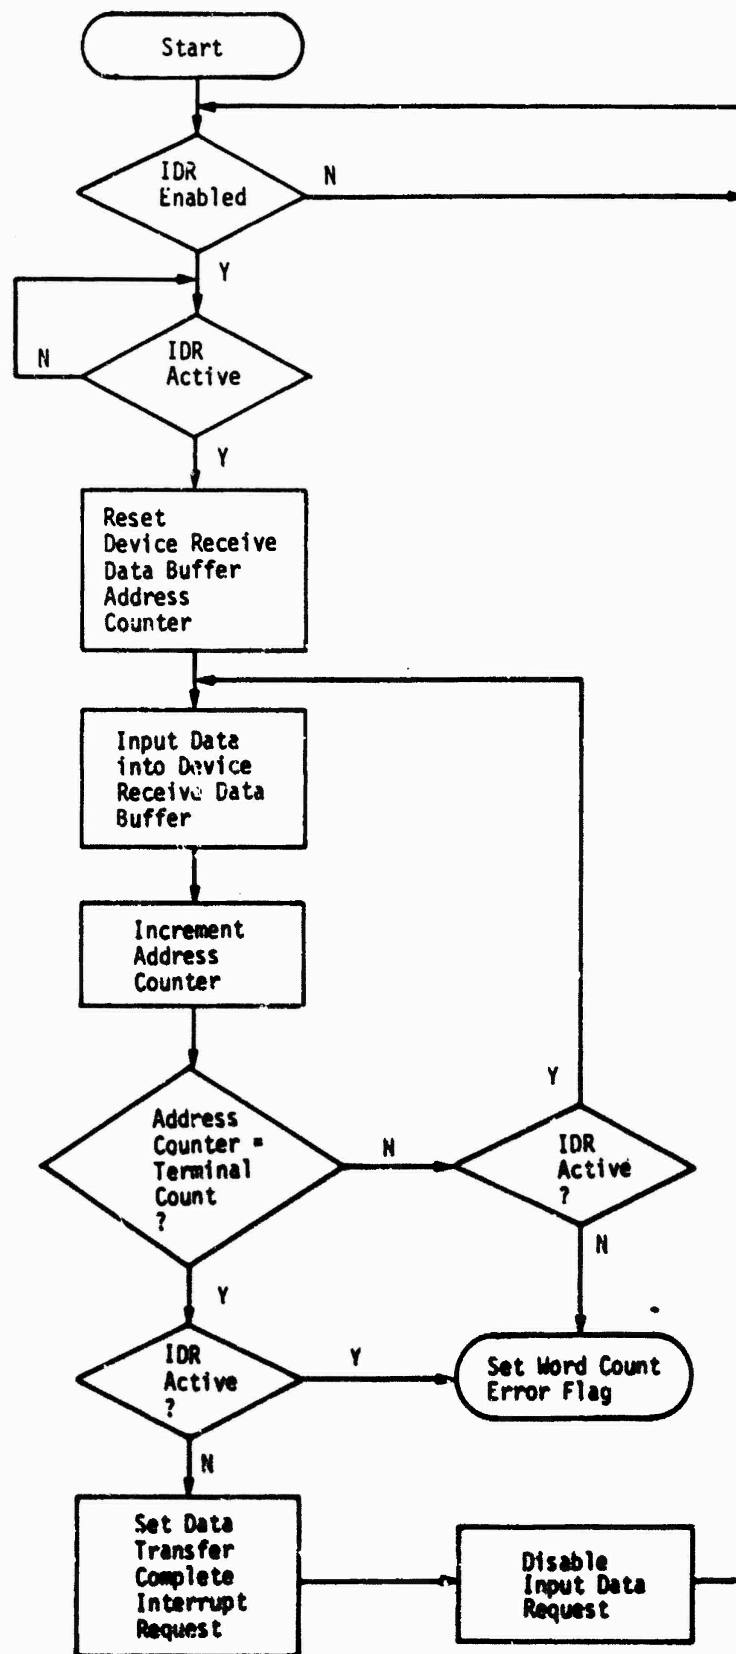 Start
IDR
Enabled
N
Y
IDR
Active
N
Y
Reset
Device Receive
Data Buffer
Address
Counter
Input Data
into Device
Receive Data
Buffer
Increment
Address
Counter
Address
Counter =
Terminal
Count
?
N
Y
IDR
Active
?
N
Y
IDR
Active
?
Y
Set Word Count
Error Flag
N
Set Data
Transfer
Complete
Interrupt
Request
Disable
Input Data
Request